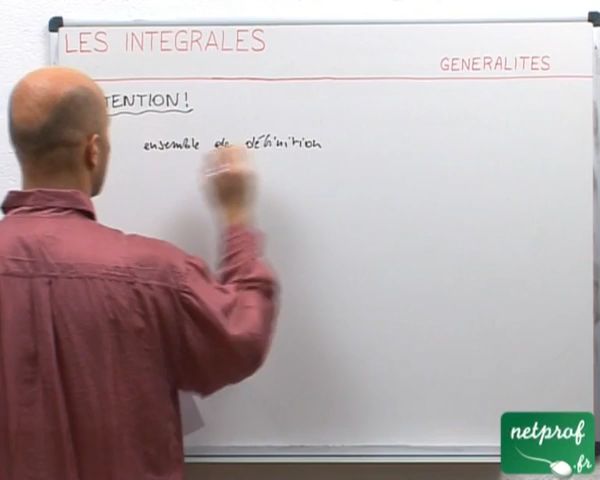 LES INTEGRALES
GENERALITES
TENTION!
ensemble de définition
netprof
.fr